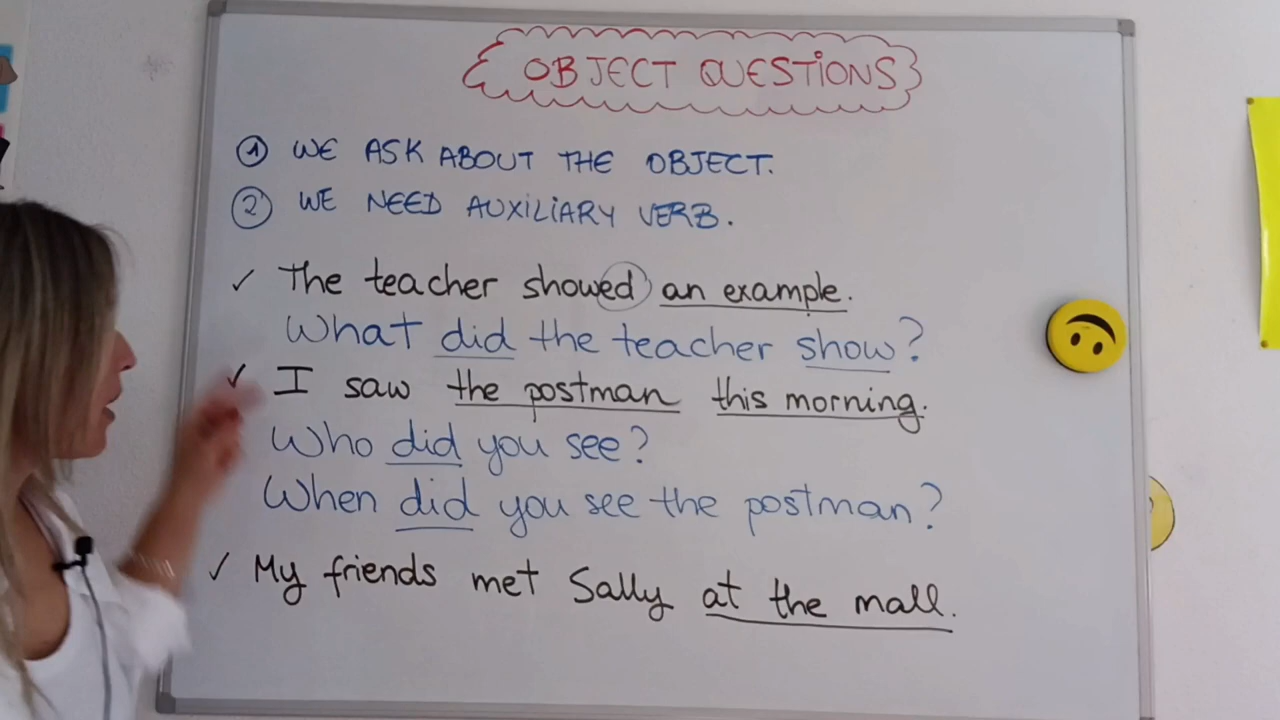 OBJECT QUESTIONS
1 WE ASK ABOUT THE OBJECT.
2 WE NEED AUXILIARY VERB.
✓ The teacher showed an example.
What did the teacher show?
✓ I saw the postman this morning.
Who did you see?
When did you see the postman?
✓ My friends met Sally at the mall.